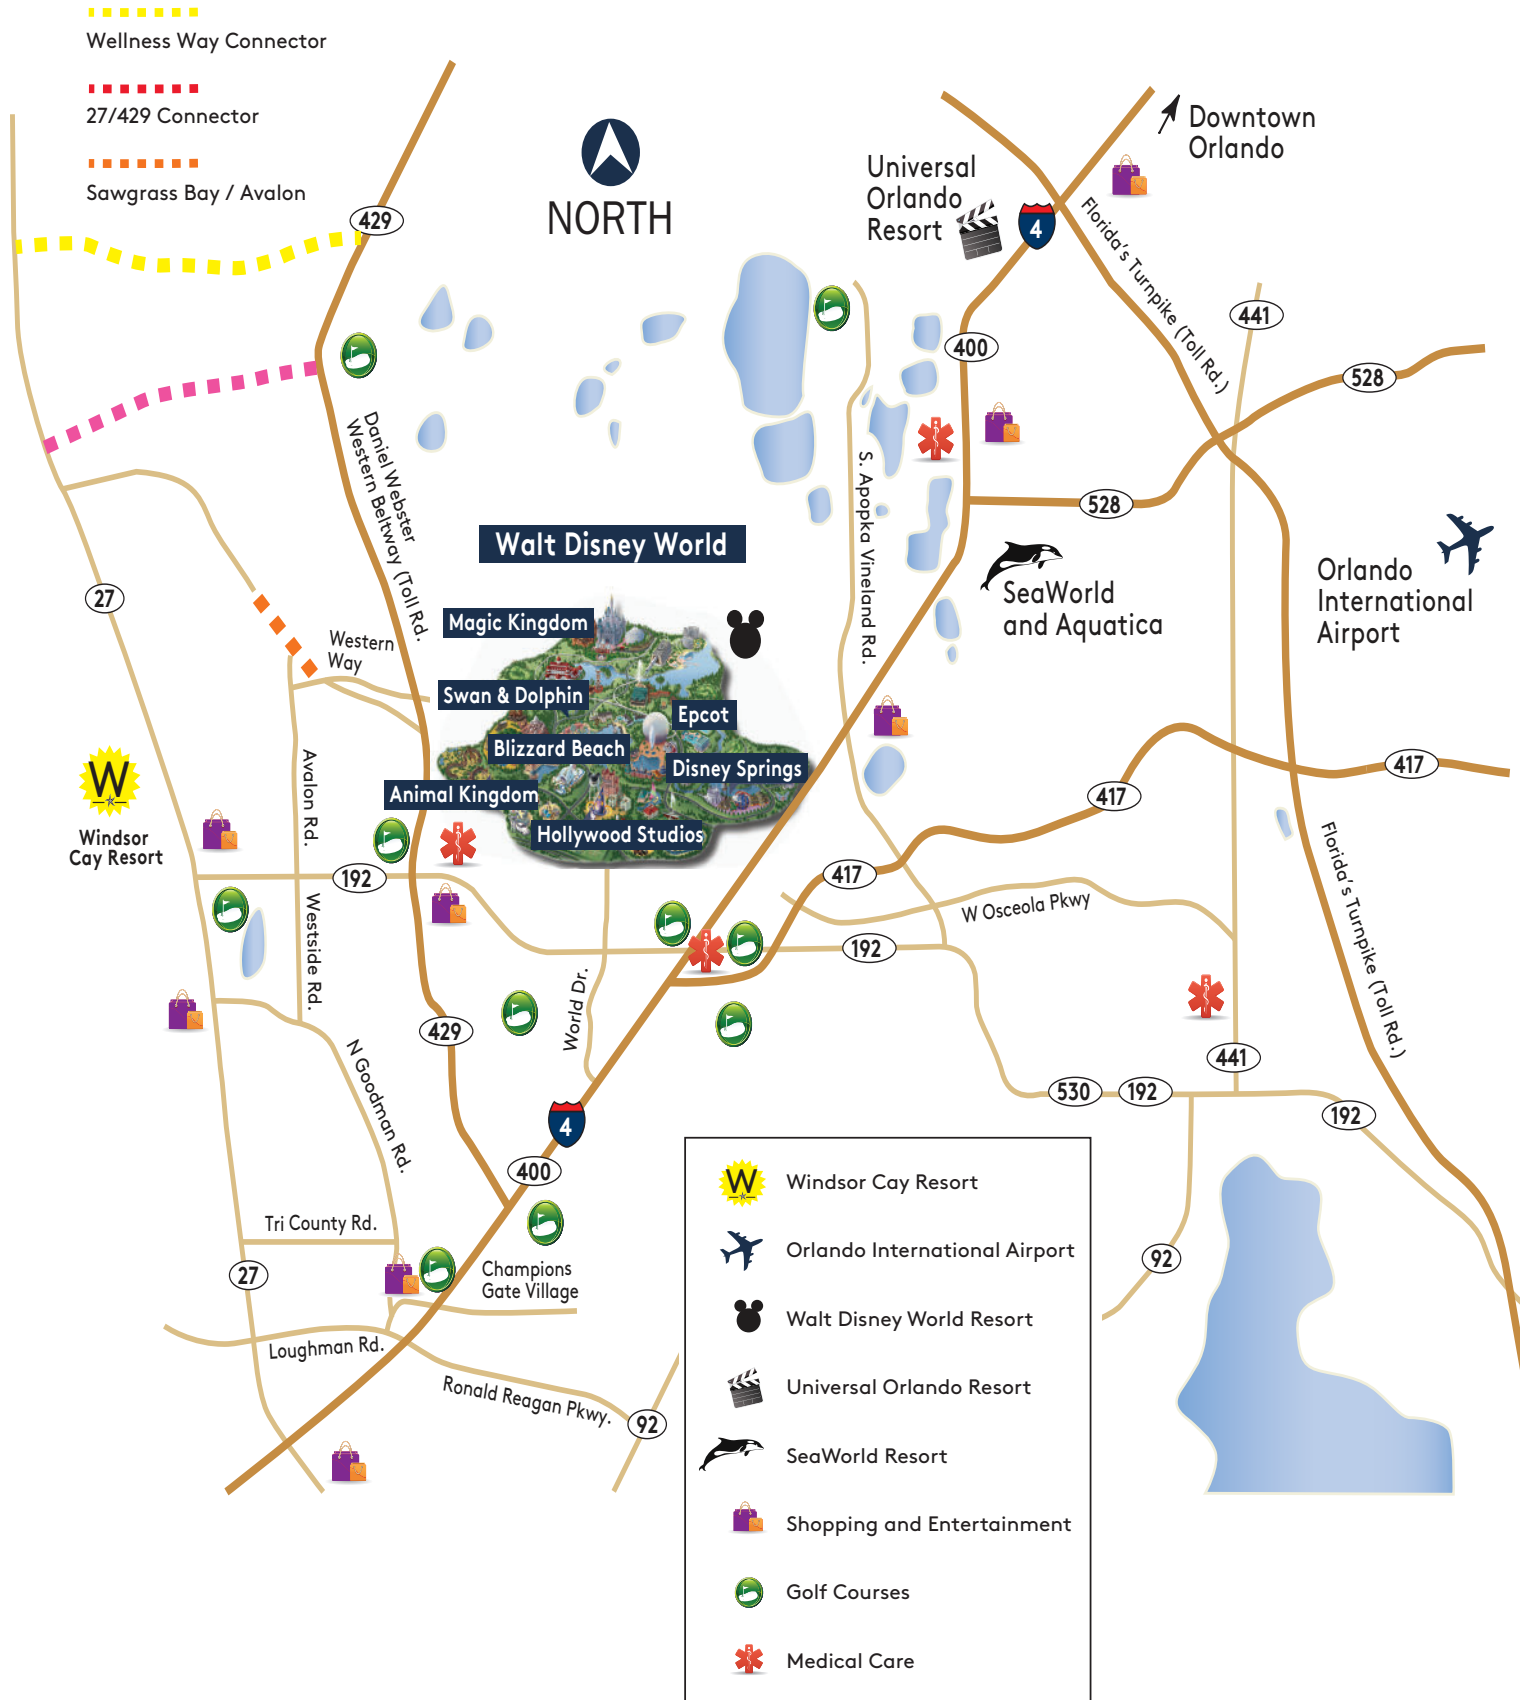 Wellness Way Connector
27/429 Connector
Sawgrass Bay / Avalon
429
NORTH
Universal
Orlando
Resort
4
Downtown
Orlando
Florida's Turnpike (Toll Rd.)
441
400
528
Daniel Webster
Western Beltway (Toll Rd.
S. Apopka Vineland Rd.
528
Walt Disney World
SeaWorld
and Aquatica
Orlando
International
Airport
27
Magic Kingdom
Western
Way
Swan & Dolphin
Epcot
Blizzard Beach
Disney Springs
Animal Kingdom
Hollywood Studios
W
Windsor
Cay Resort
Avalon Rd.
417
417
417
192
Westside Rd.
W Osceola Pkwy
192
Florida's Turnpike (Toll Rd.)
World Dr.
429
N Goodman Rd.
441
530
192
192
4
400
Tri County Rd.
27
Champions
Gate Village
92
Loughman Rd.
Ronald Reagan Pkwy.
92
W
Windsor Cay Resort
Orlando International Airport
Walt Disney World Resort
Universal Orlando Resort
SeaWorld Resort
Shopping and Entertainment
Golf Courses
Medical Care